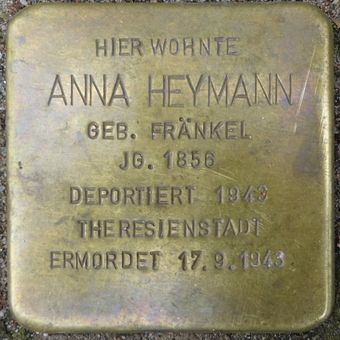 HIER WOHNTE
ANNA HEYMANN
GEB. FRÄNKEL
JG. 1856
DEPORTIERT 1943
THERESIENSTADT
ERMORDET 17.9.1943